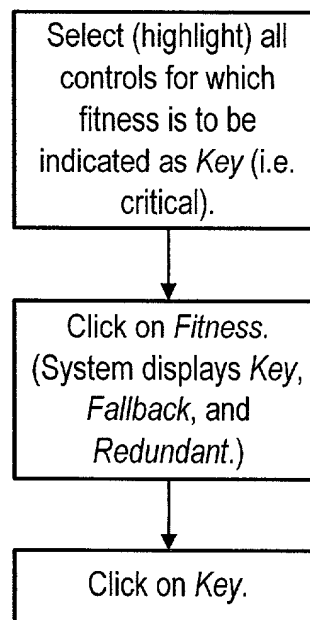 Select (highlight) all
controls for which
fitness is to be
indicated as Key (i.e.
critical).
Click on Fitness.
(System displays Key,
Fallback, and
Redundant.)
Click on Key.